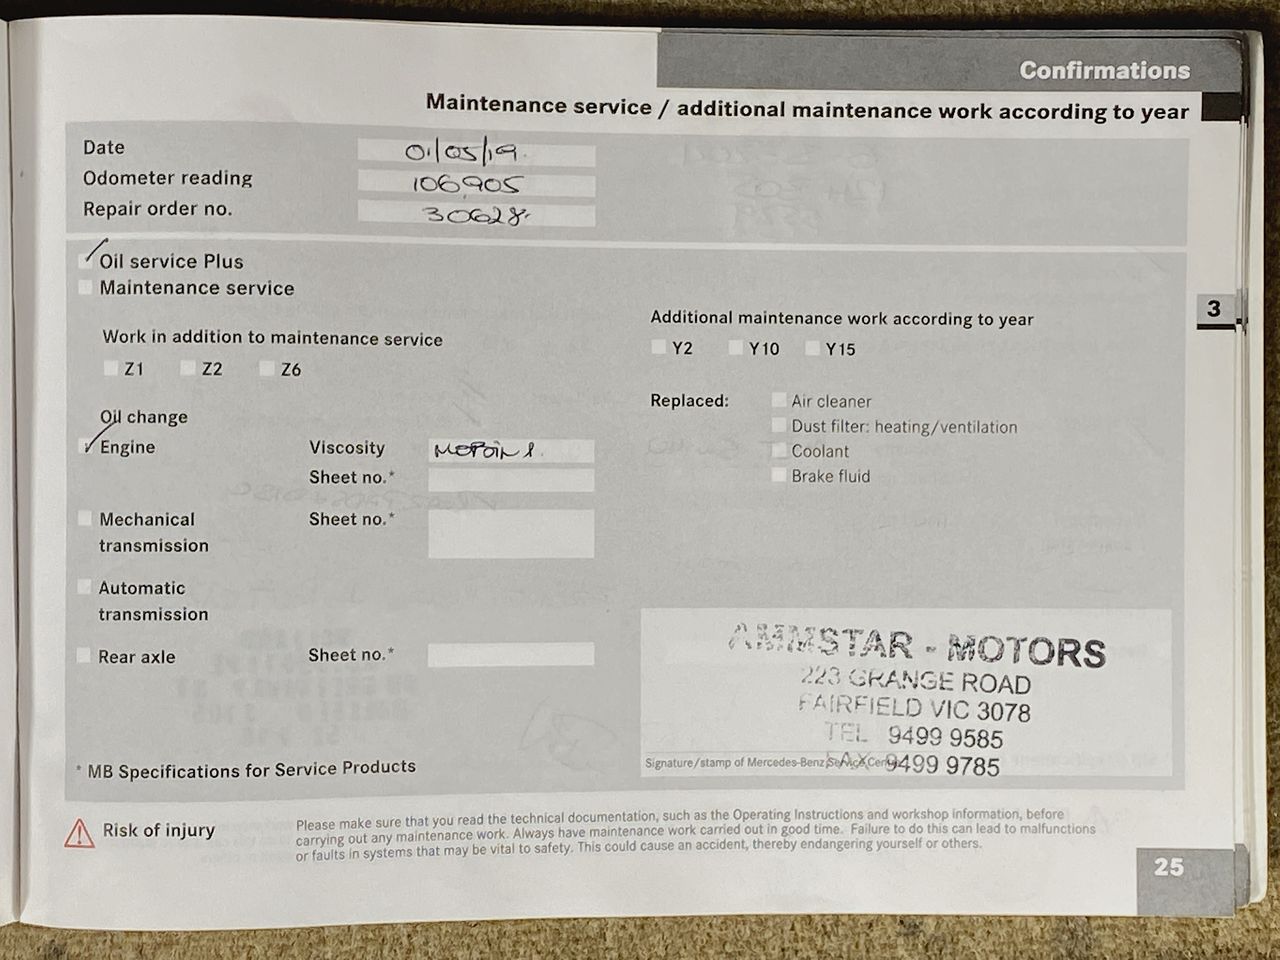 Confirmations
Maintenance service / additional maintenance work according to year
Date 01/05/19
Odometer reading 106,905
Repair order no. 30628
Oil service Plus
Maintenance service
Work in addition to maintenance service
Z1 Z2 Z6
Additional maintenance work according to year
Y2 Y10 Y15
Replaced: Air cleaner
Dust filter: heating/ventilation
Coolant
Brake fluid
Oil change
Engine Viscosity MOBIL 1
Sheet no.*
Mechanical Sheet no.*
transmission
Automatic
transmission
Rear axle Sheet no.*
AMMSTAR - MOTORS
223 GRANGE ROAD
FAIRFIELD VIC 3078
TEL 9499 9585
FAX 9499 9785
Signature/stamp of Mercedes-Benz Service Centre
* MB Specifications for Service Products
3
Risk of injury
Please make sure that you read the technical documentation, such as the Operating Instructions and workshop information, before
carrying out any maintenance work. Always have maintenance work carried out in good time. Failure to do this can lead to malfunctions
or faults in systems that may be vital to safety. This could cause an accident, thereby endangering yourself or others.
25